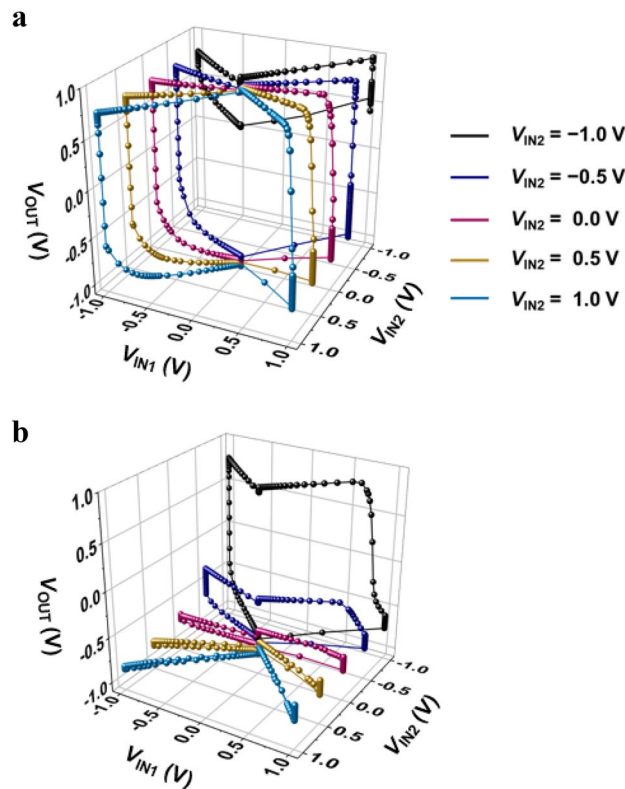 a
1.0
0.5
0.0
-0.5
-1.0
VOUT (V)
-1.0
-0.5
0.0
0.5
1.0
VIN1 (V)
-1.0
-0.5
0.0
0.5
1.0
VIN2 (V)
VIN2 = −1.0 V
VIN2 = −0.5 V
VIN2 = 0.0 V
VIN2 = 0.5 V
VIN2 = 1.0 V
b
1.0
0.5
0.0
-0.5
-1.0
VOUT (V)
-1.0
-0.5
0.0
0.5
1.0
VIN1 (V)
-1.0
-0.5
0.0
0.5
1.0
VIN2 (V)